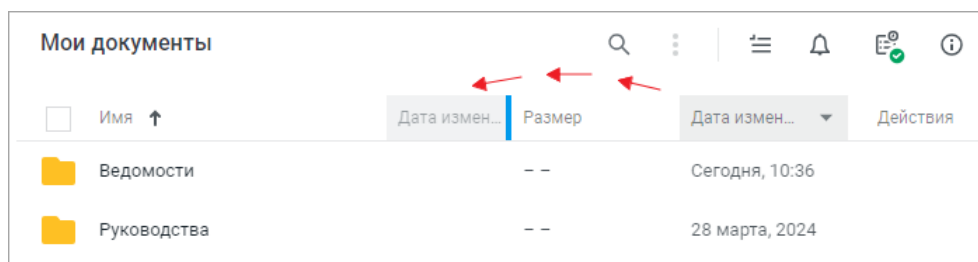 Мои документы
Имя Дата измен... Размер Дата измен... Действия
Ведомости – – Сегодня, 10:36
Руководства – – 28 марта, 2024